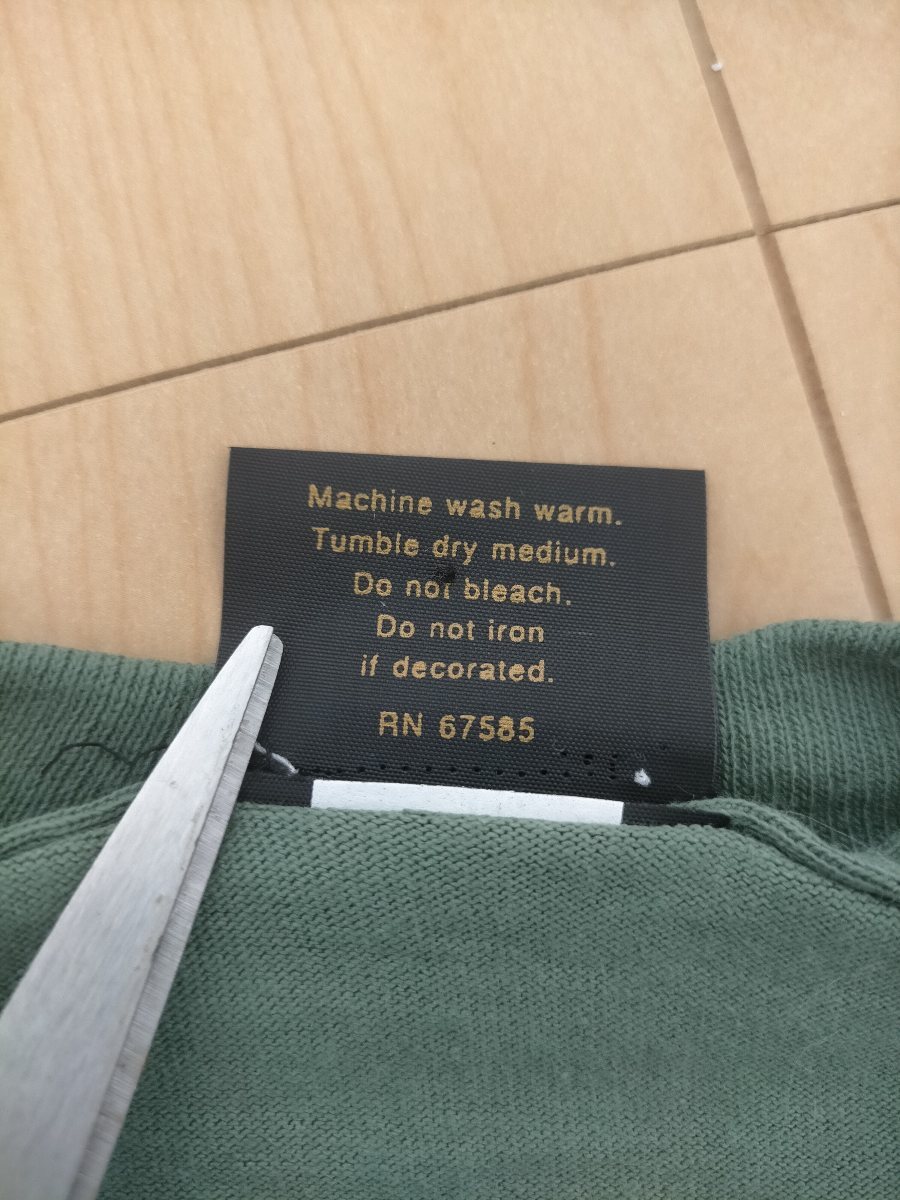 Machine wash warm.
Tumble dry medium.
Do not bleach.
Do not iron
if decorated.
RN 67585